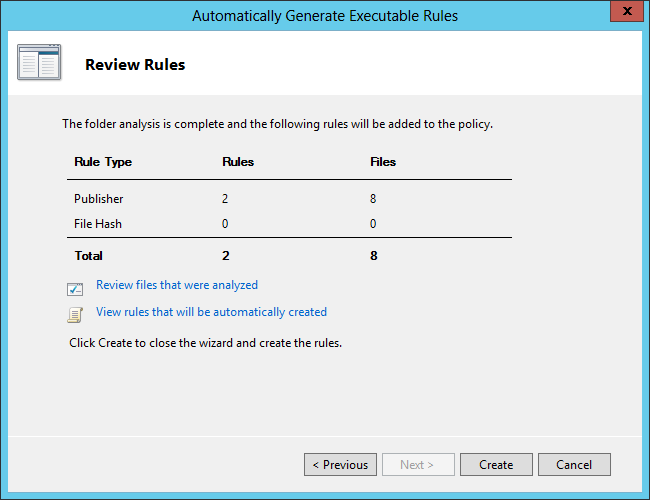 Automatically Generate Executable Rules
x
Review Rules
The folder analysis is complete and the following rules will be added to the policy.
Rule Type Rules Files
Publisher 2 8
File Hash 0 0
Total 2 8
Review files that were analyzed
View rules that will be automatically created
Click Create to close the wizard and create the rules.
< Previous Next > Create Cancel